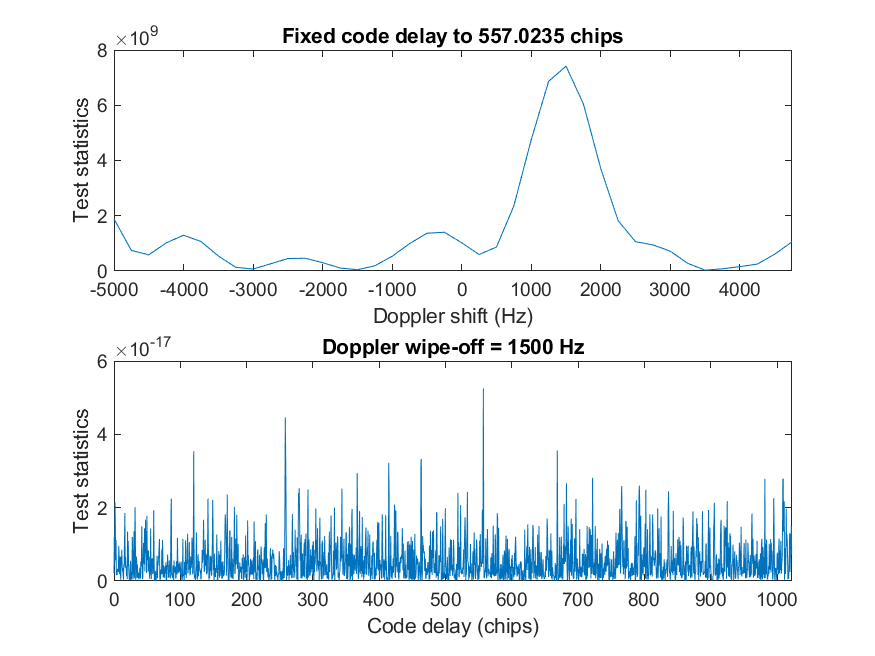 ×10^9
Fixed code delay to 557.0235 chips
8
6
4
2
0
Test statistics
-5000 -4000 -3000 -2000 -1000 0 1000 2000 3000 4000
Doppler shift (Hz)
×10^-17
Doppler wipe-off = 1500 Hz
6
4
2
0
Test statistics
0 100 200 300 400 500 600 700 800 900 1000
Code delay (chips)